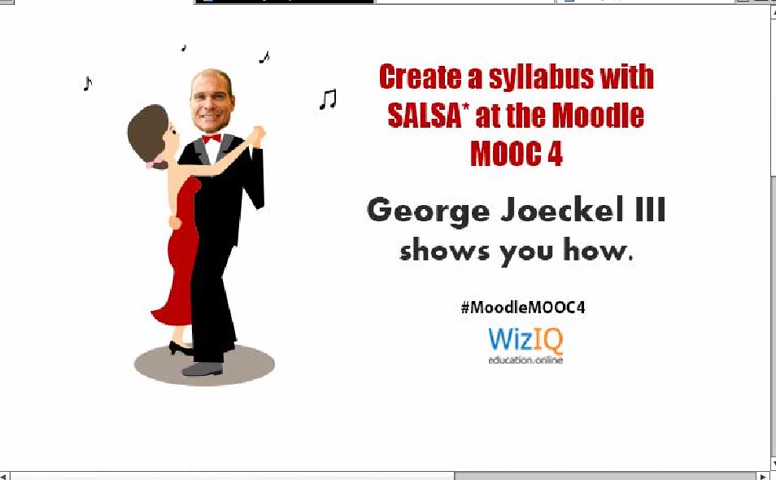 Create a syllabus with
SALSA* at the Moodle
MOOC 4
George Joeckel III
shows you how.
#MoodleMOOC4
WizIQ
education.online